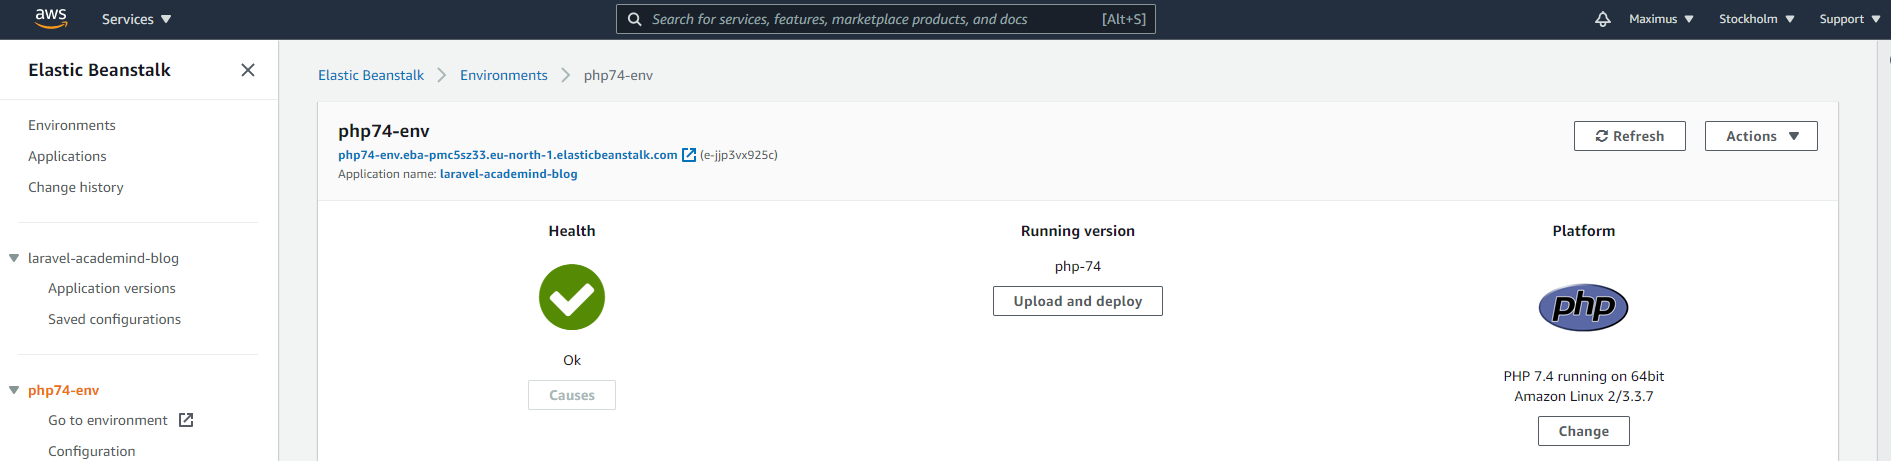 aws
Services
Search for services, features, marketplace products, and docs
[Alt+S]
Maximus
Stockholm
Support
Elastic Beanstalk
Environments
Applications
Change history
laravel-academind-blog
Application versions
Saved configurations
php74-env
Go to environment
Configuration
Elastic Beanstalk
Environments
php74-env
php74-env
php74-env.eba-pmc5sz33.eu-north-1.elasticbeanstalk.com (e-jjp3vx925c)
Application name: laravel-academind-blog
Refresh
Actions
Health
Ok
Causes
Running version
php-74
Upload and deploy
Platform
php
PHP 7.4 running on 64bit
Amazon Linux 2/3.3.7
Change